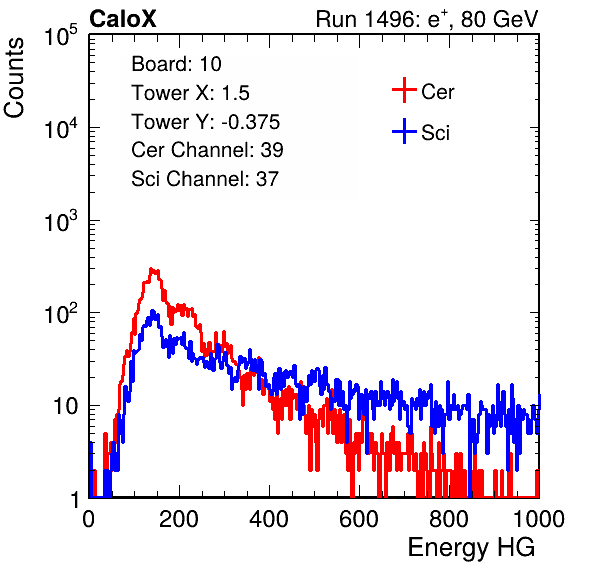 CaloX Run 1496: e⁺, 80 GeV
Counts
Board: 10
Tower X: 1.5
Tower Y: -0.375
Cer Channel: 39
Sci Channel: 37
Cer
Sci
10⁵
10⁴
10³
10²
10
1
0 200 400 600 800 1000
Energy HG